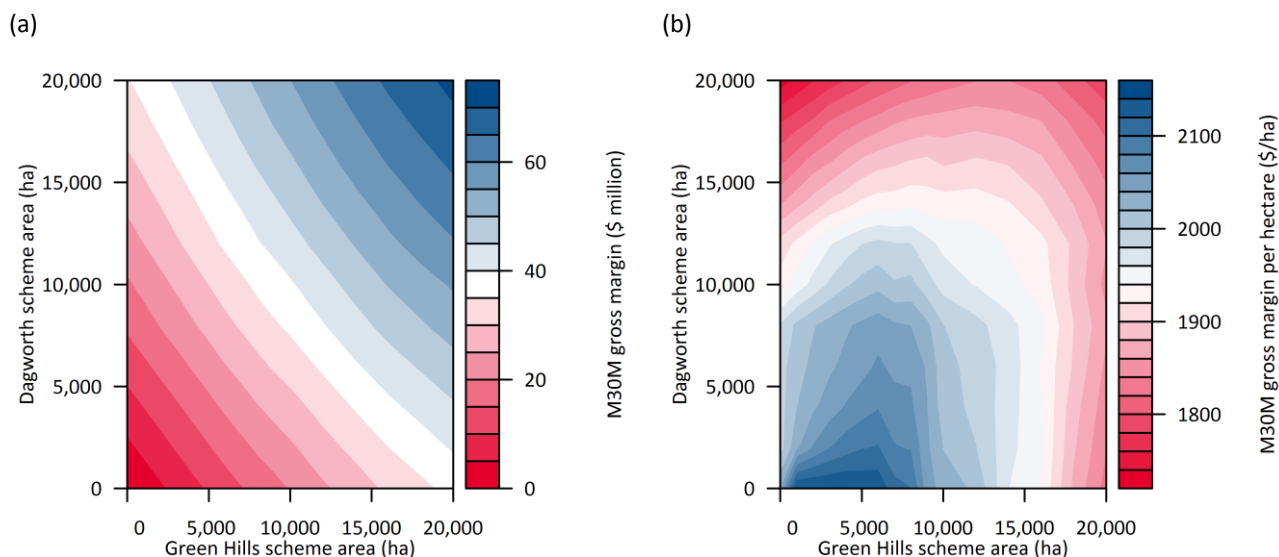 (a)
20,000
15,000
10,000
5,000
0
Dagworth scheme area (ha)
0 5,000 10,000 15,000 20,000
Green Hills scheme area (ha)
60
40
20
0
M30M gross margin ($ million)
(b)
20,000
15,000
10,000
5,000
0
Dagworth scheme area (ha)
0 5,000 10,000 15,000 20,000
Green Hills scheme area (ha)
2100
2000
1900
1800
M30M gross margin per hectare ($/ha)